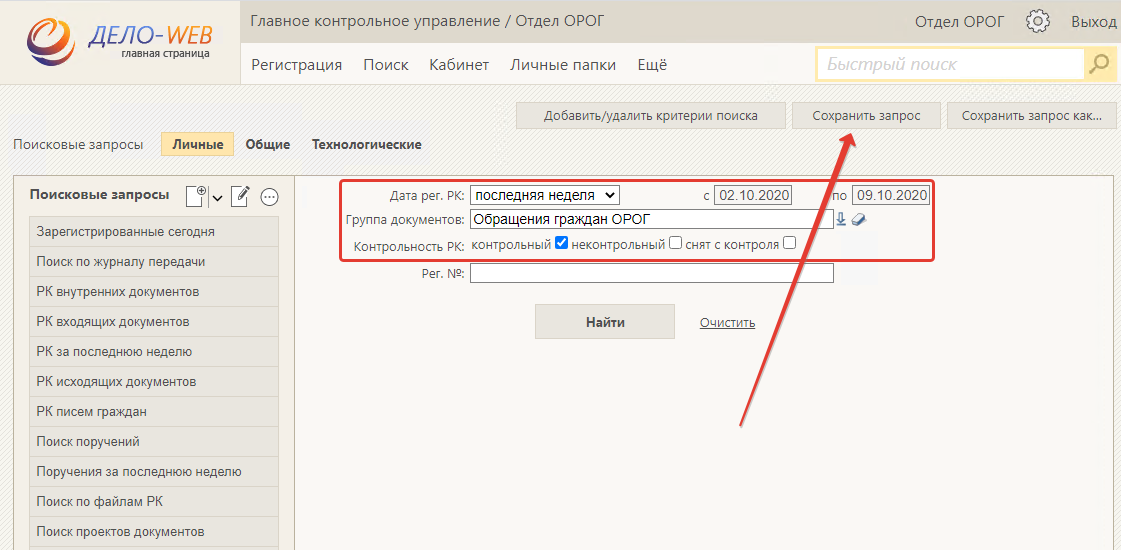 ДЕЛО-WEB
главная страница
Главное контрольное управление / Отдел ОРОГ
Отдел ОРОГ
Выход
Регистрация Поиск Кабинет Личные папки Ещё
Быстрый поиск
Добавить/удалить критерии поиска Сохранить запрос Сохранить запрос как...
Поисковые запросы Личные Общие Технологические
Поисковые запросы
Зарегистрированные сегодня
Поиск по журналу передачи
РК внутренних документов
РК входящих документов
РК за последнюю неделю
РК исходящих документов
РК писем граждан
Поиск поручений
Поручения за последнюю неделю
Поиск по файлам РК
Поиск проектов документов
Дата рег. РК: последняя неделя с 02.10.2020 по 09.10.2020
Группа документов: Обращения граждан ОРОГ
Контрольность РК: контрольный неконтрольный снят с контроля
Рег. №:
Найти Очистить